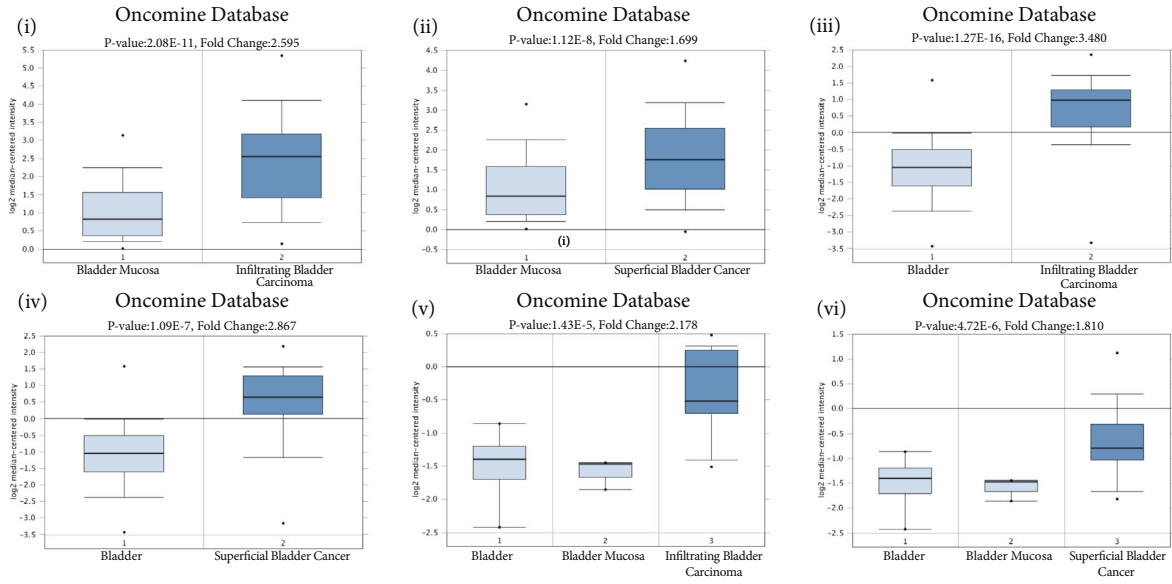 (i)
Oncomine Database
P-value:2.08E-11, Fold Change:2.595
log2 median-centered intensity
5.5
5.0
4.5
4.0
3.5
3.0
2.5
2.0
1.5
1.0
0.5
0.0
1
2
Bladder Mucosa
Infiltrating Bladder
Carcinoma
(ii)
Oncomine Database
P-value:1.12E-8, Fold Change:1.699
log2 median-centered intensity
4.5
4.0
3.5
3.0
2.5
2.0
1.5
1.0
0.5
0.0
-0.5
(i)
1
2
Bladder Mucosa
Superficial Bladder Cancer
(iii)
Oncomine Database
P-value:1.27E-16, Fold Change:3.480
log2 median-centered intensity
2.5
2.0
1.5
1.0
0.5
0.0
-0.5
-1.0
-1.5
-2.0
-2.5
-3.0
-3.5
1
2
Bladder
Infiltrating Bladder
Carcinoma
(iv)
Oncomine Database
P-value:1.09E-7, Fold Change:2.867
log2 median-centered intensity
2.5
2.0
1.5
1.0
0.5
0.0
-0.5
-1.0
-1.5
-2.0
-2.5
-3.0
-3.5
1
2
Bladder
Superficial Bladder Cancer
(v)
Oncomine Database
P-value:1.43E-5, Fold Change:2.178
log2 median-centered intensity
0.5
0.0
-0.5
-1.0
-1.5
-2.0
-2.5
1
2
3
Bladder
Bladder Mucosa
Infiltrating Bladder
Carcinoma
(vi)
Oncomine Database
P-value:4.72E-6, Fold Change:1.810
log2 median-centered intensity
1.5
1.0
0.5
0.0
-0.5
-1.0
-1.5
-2.0
-2.5
1
2
3
Bladder
Bladder Mucosa
Superficial Bladder
Cancer